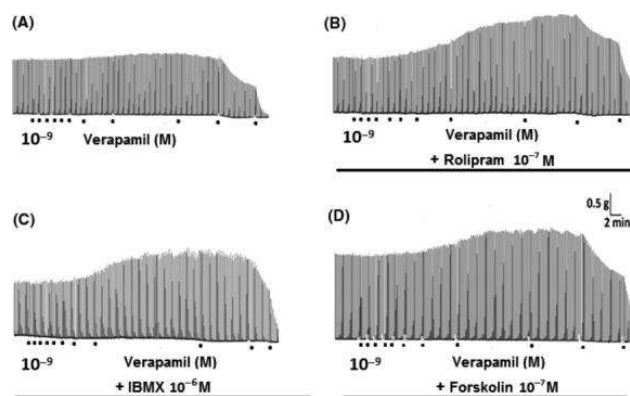 (A)
10⁻⁹ Verapamil (M)
(B)
10⁻⁹ Verapamil (M)
+ Rolipram 10⁻⁷ M
(C)
10⁻⁹ Verapamil (M)
+ IBMX 10⁻⁶M
(D)
0.5 g
2 min
10⁻⁹ Verapamil (M)
+ Forskolin 10⁻⁷M